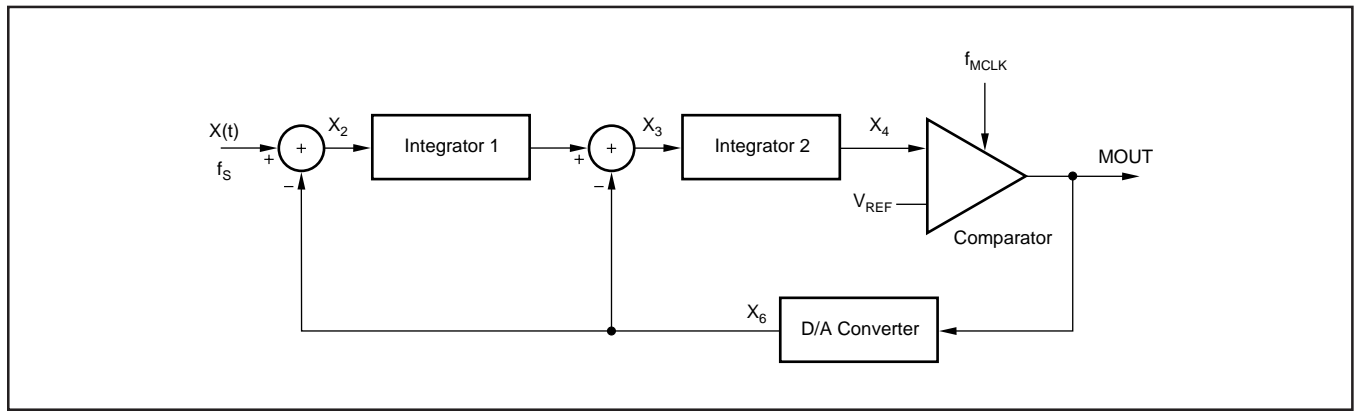 f_MCLK
X(t)
f_S
+
+
–
X_2
Integrator 1
+
+
–
X_3
Integrator 2
X_4
V_REF
Comparator
MOUT
X_6
D/A Converter